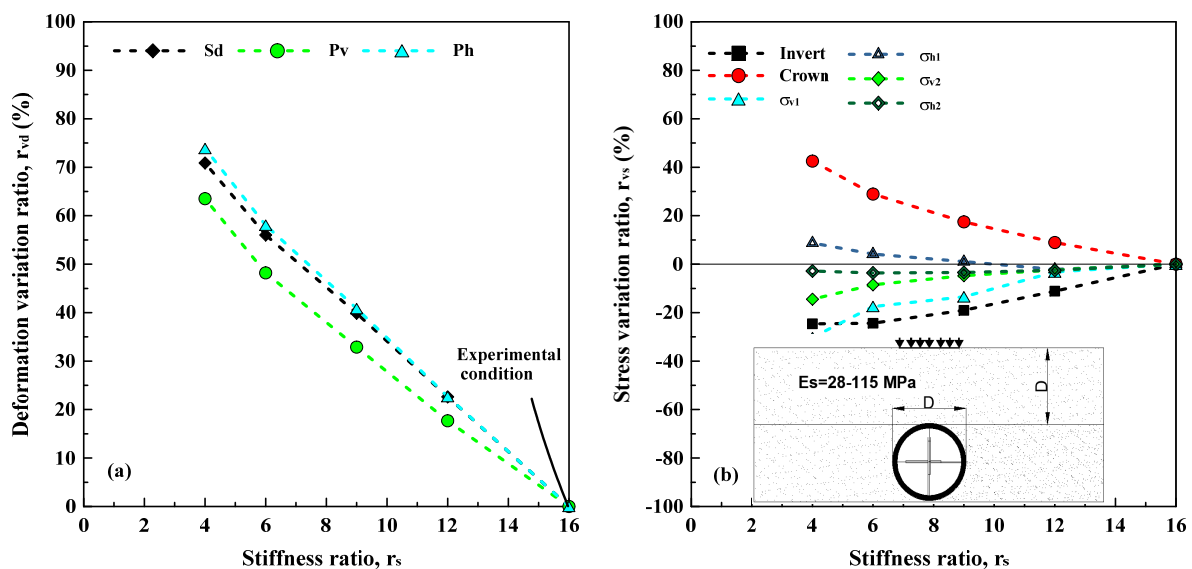 Sd Pv Ph
Deformation variation ratio, rvd (%)
100
90
80
70
60
50
40
30
20
10
0
Experimental
condition
(a)
0 2 4 6 8 10 12 14 16
Stiffness ratio, rs
Invert σh1
Crown σv2
σv1 σh2
Stress variation ratio, rvs (%)
100
80
60
40
20
0
-20
-40
-60
-80
-100
Es=28-115 MPa
D
D
(b)
0 2 4 6 8 10 12 14 16
Stiffness ratio, rs